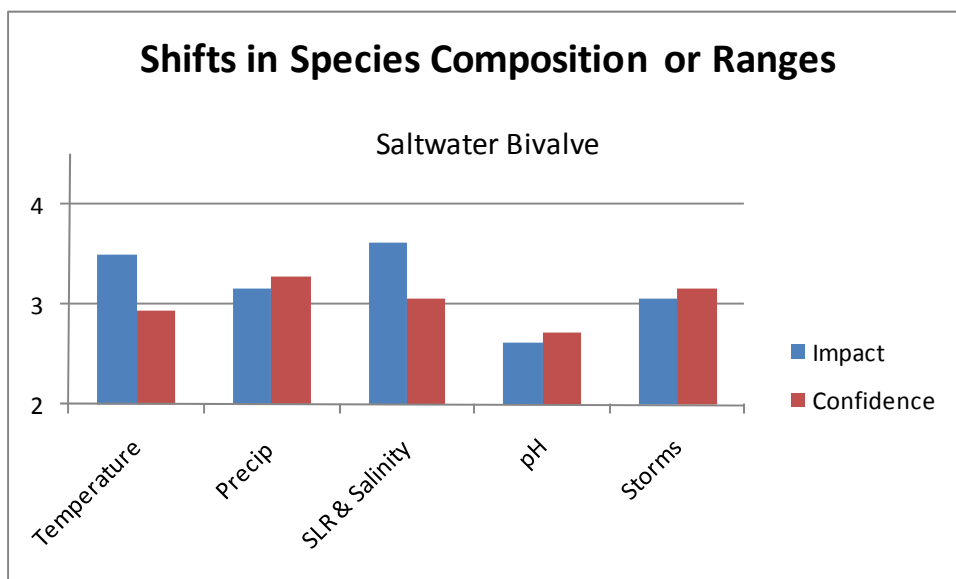 Shifts in Species Composition or Ranges
Saltwater Bivalve
4
3
2
Temperature
Precip
SLR & Salinity
pH
Storms
Impact
Confidence